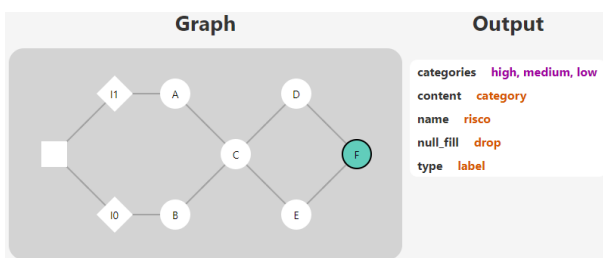 Graph
Output
I1
A
D
C
F
I0
B
E
categories high, medium, low
content category
name risco
null_fill drop
type label